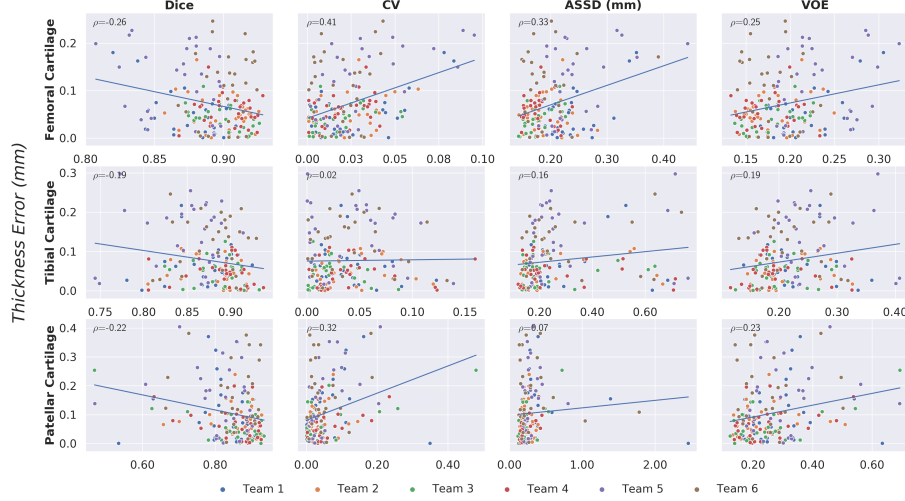 Dice CV ASSD (mm) VOE
Thickness Error (mm)
Femoral Cartilage
0.2
0.1
0.0
ρ=-0.26 ρ=0.41 ρ=0.33 ρ=0.25
0.80 0.85 0.90 0.00 0.03 0.05 0.08 0.10 0.20 0.30 0.40 0.15 0.20 0.25 0.30
Tibial Cartilage
0.3
0.2
0.1
0.0
ρ=-0.19 ρ=0.02 ρ=0.16 ρ=0.19
0.75 0.80 0.85 0.90 0.00 0.05 0.10 0.15 0.20 0.40 0.60 0.20 0.30 0.40
Patellar Cartilage
0.4
0.3
0.2
0.1
0.0
ρ=-0.22 ρ=0.32 ρ=0.07 ρ=0.23
0.60 0.80 0.00 0.20 0.40 0.00 1.00 2.00 0.20 0.40 0.60
Team 1 Team 2 Team 3 Team 4 Team 5 Team 6